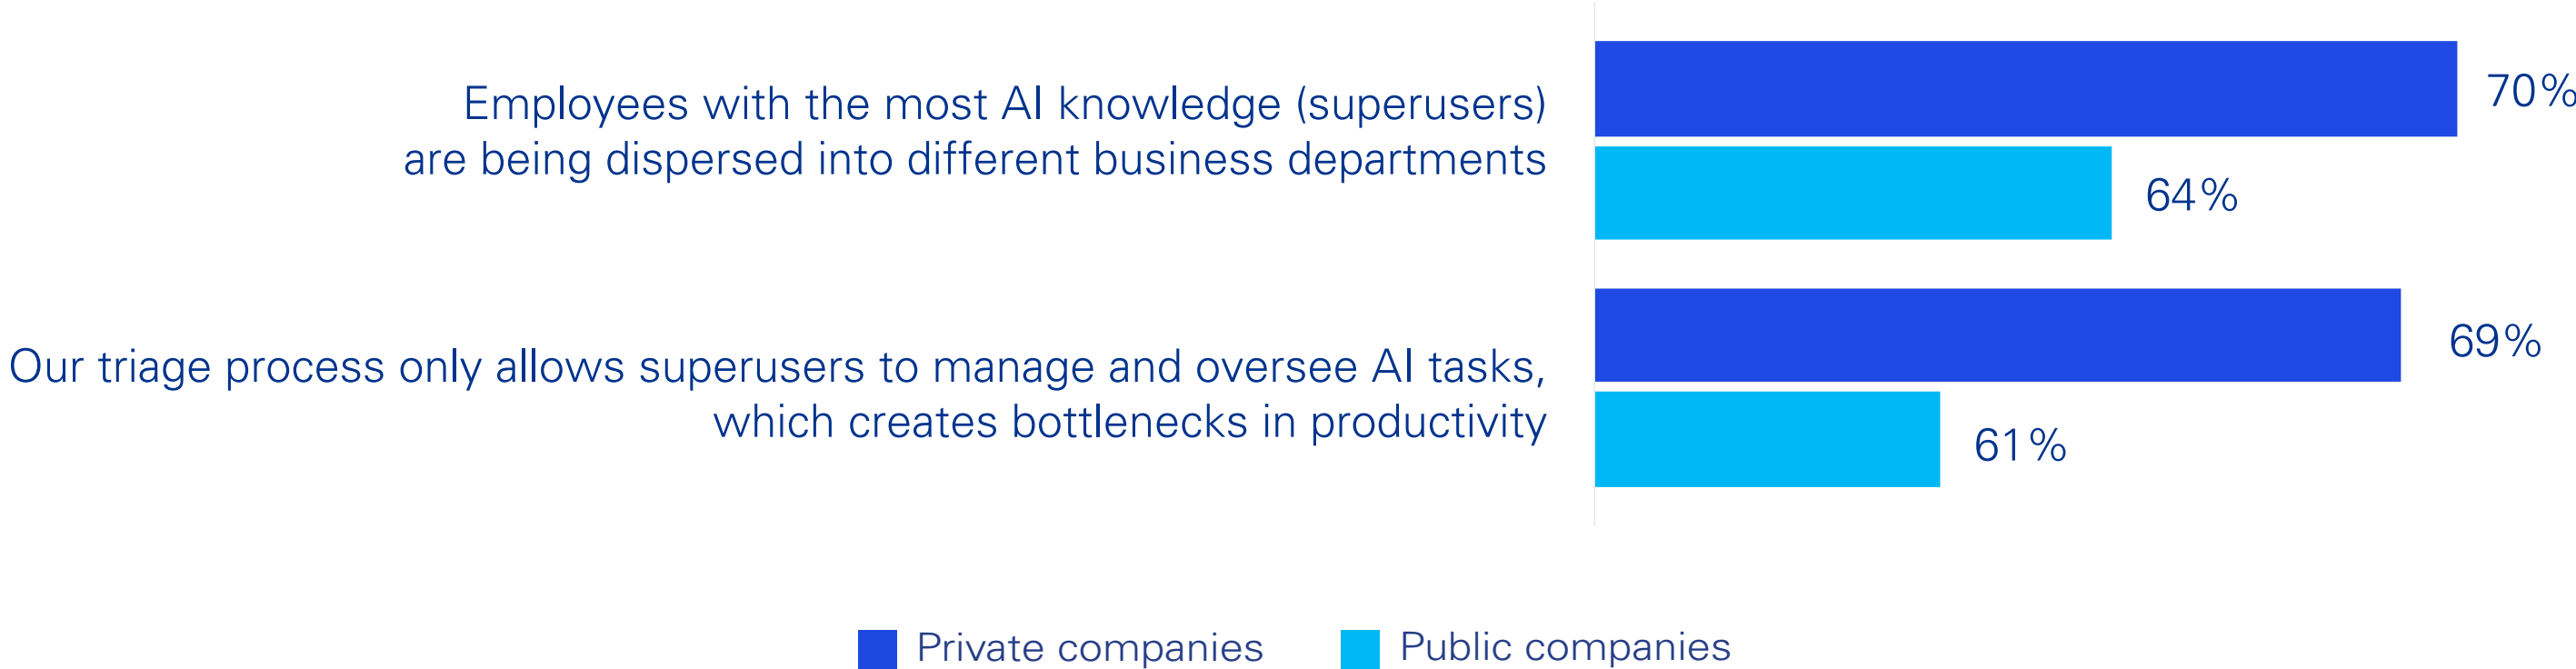 Employees with the most AI knowledge (superusers)
are being dispersed into different business departments
70%
64%
Our triage process only allows superusers to manage and oversee AI tasks,
which creates bottlenecks in productivity
69%
61%
Private companies
Public companies